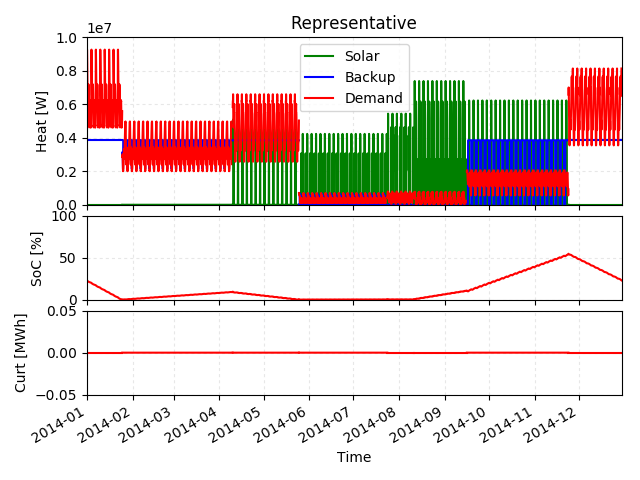 Representative
1e7
1.0
0.8
0.6
0.4
0.2
0.0
Heat [W]
Solar
Backup
Demand
100
50
0
SoC [%]
0.05
0.00
−0.05
Curt [MWh]
2014-01
2014-02
2014-03
2014-04
2014-05
2014-06
2014-07
2014-08
2014-09
2014-10
2014-11
2014-12
Time